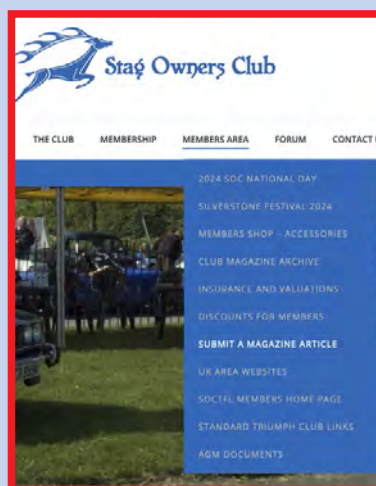 Stag Owners Club
THE CLUB MEMBERSHIP MEMBERS AREA FORUM CONTACT
2024 SOC NATIONAL DAY
SILVERSTONE FESTIVAL 2024
MEMBERS SHOP – ACCESSORIES
CLUB MAGAZINE ARCHIVE
INSURANCE AND VALUATIONS
DISCOUNTS FOR MEMBERS
SUBMIT A MAGAZINE ARTICLE
UK AREA WEBSITES
SOCTFL MEMBERS HOME PAGE
STANDARD TRIUMPH CLUB LINKS
AGM DOCUMENTS